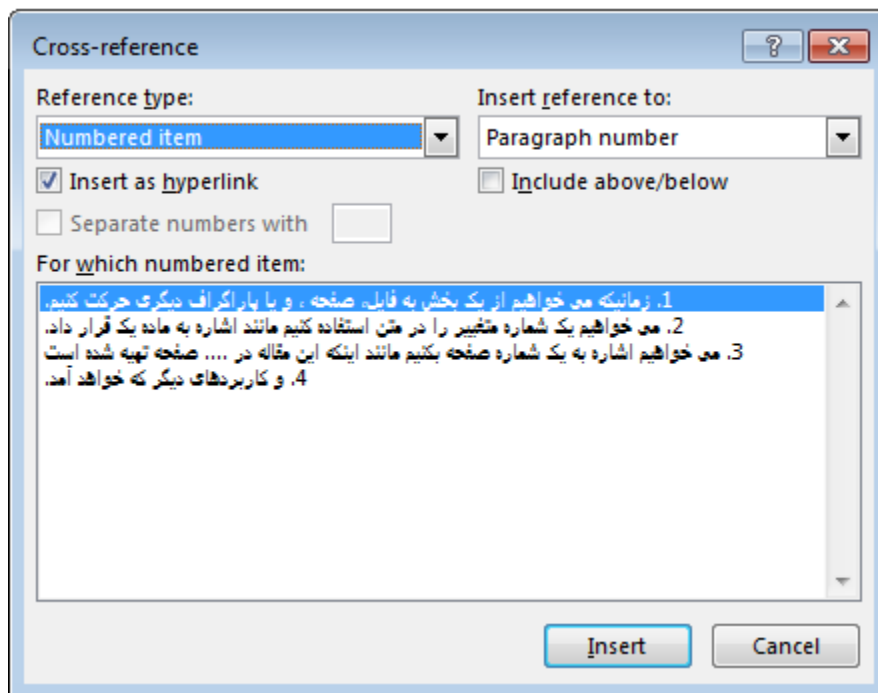 Cross-reference
Reference type:
Insert reference to:
Numbered item
Paragraph number
Insert as hyperlink
Include above/below
Separate numbers with
For which numbered item:
1. زمانیکه می خواهیم از یک بخش به فایل، صفحه ، و یا پاراگراف دیگری حرکت کنیم.
2. می خواهیم یک شماره متغییر را در متن استفاده کنیم مانند اشاره به ماده یک قرار داد.
3. می خواهیم اشاره به یک شماره صفحه بکنیم مانند اینکه این مقاله در .... صفحه تهیه شده است
4. و کاربردهای دیگر که خواهد آمد.
Insert
Cancel